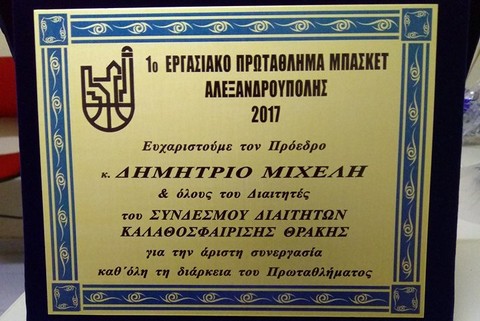 1ο ΕΡΓΑΣΙΑΚΟ ΠΡΩΤΑΘΛΗΜΑ ΜΠΑΣΚΕΤ
ΑΛΕΞΑΝΔΡΟΥΠΟΛΗΣ
2017
Ευχαριστούμε τον Πρόεδρο
κ. ΔΗΜΗΤΡΙΟ ΜΙΧΕΛΗ
& όλους του Διαιτητές
του ΣΥΝΔΕΣΜΟΥ ΔΙΑΙΤΗΤΩΝ
ΚΑΛΑΘΟΣΦΑΙΡΙΣΗΣ ΘΡΑΚΗΣ
για την άριστη συνεργασία
καθ΄όλη τη διάρκεια του Πρωταθλήματος